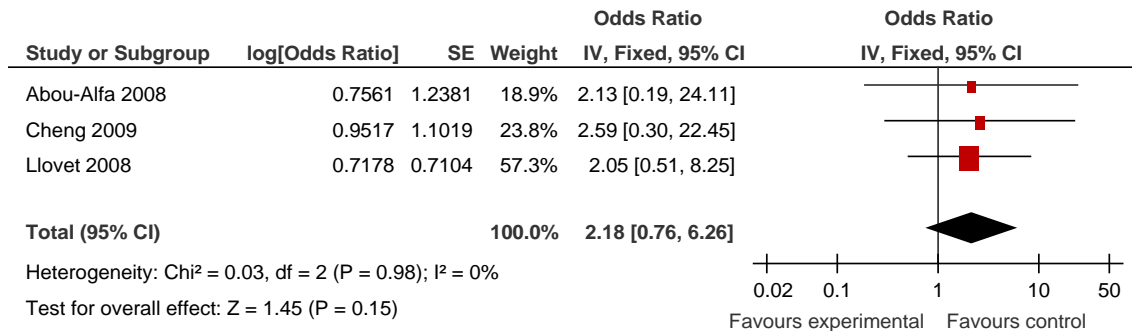 Odds Ratio Odds Ratio
Study or Subgroup log[Odds Ratio] SE Weight IV, Fixed, 95% CI IV, Fixed, 95% CI
Abou-Alfa 2008 0.7561 1.2381 18.9% 2.13 [0.19, 24.11]
Cheng 2009 0.9517 1.1019 23.8% 2.59 [0.30, 22.45]
Llovet 2008 0.7178 0.7104 57.3% 2.05 [0.51, 8.25]
Total (95% CI) 100.0% 2.18 [0.76, 6.26]
Heterogeneity: Chi² = 0.03, df = 2 (P = 0.98); I² = 0%
Test for overall effect: Z = 1.45 (P = 0.15)
0.02 0.1 1 10 50
Favours experimental Favours control